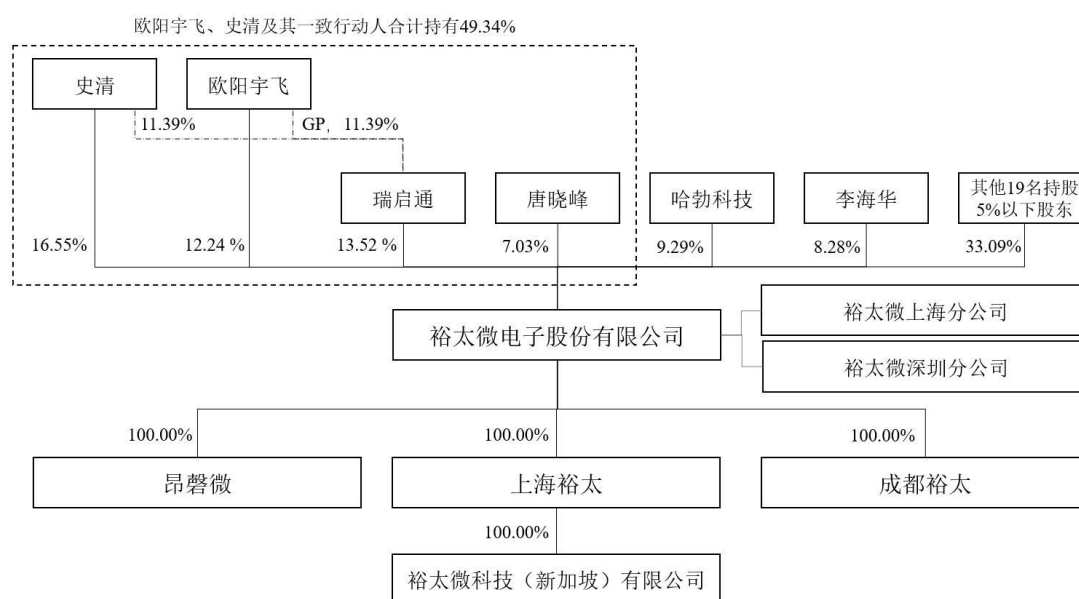 欧阳宇飞、史清及其一致行动人合计持有49.34%
史清
欧阳宇飞
11.39%
GP，11.39%
瑞启通
唐晓峰
哈勃科技
李海华
其他19名持股
5%以下股东
16.55%
12.24 %
13.52 %
7.03%
9.29%
8.28%
33.09%
裕太微电子股份有限公司
裕太微上海分公司
裕太微深圳分公司
100.00%
100.00%
100.00%
昂磬微
上海裕太
成都裕太
100.00%
裕太微科技（新加坡）有限公司